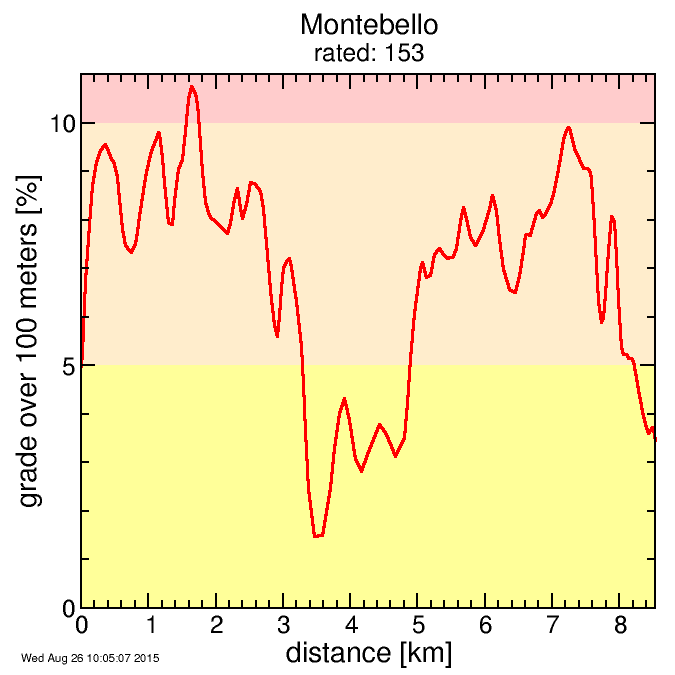 Montebello
rated: 153
grade over 100 meters [%]
10
5
0
0 1 2 3 4 5 6 7 8
distance [km]
Wed Aug 26 10:05:07 2015